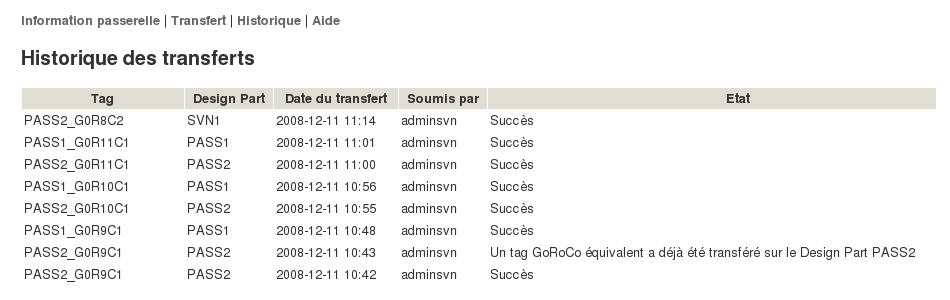 Information passerelle | Transfert | Historique | Aide
Historique des transferts
Tag Design Part Date du transfert Soumis par Etat
PASS2_G0R8C2 SVN1 2008-12-11 11:14 adminsvn Succès
PASS1_G0R11C1 PASS1 2008-12-11 11:01 adminsvn Succès
PASS2_G0R11C1 PASS2 2008-12-11 11:00 adminsvn Succès
PASS1_G0R10C1 PASS1 2008-12-11 10:56 adminsvn Succès
PASS2_G0R10C1 PASS2 2008-12-11 10:55 adminsvn Succès
PASS1_G0R9C1 PASS1 2008-12-11 10:48 adminsvn Succès
PASS2_G0R9C1 PASS2 2008-12-11 10:43 adminsvn Un tag GoRoCo équivalent a déjà été transféré sur le Design Part PASS2
PASS2_G0R9C1 PASS2 2008-12-11 10:42 adminsvn Succès